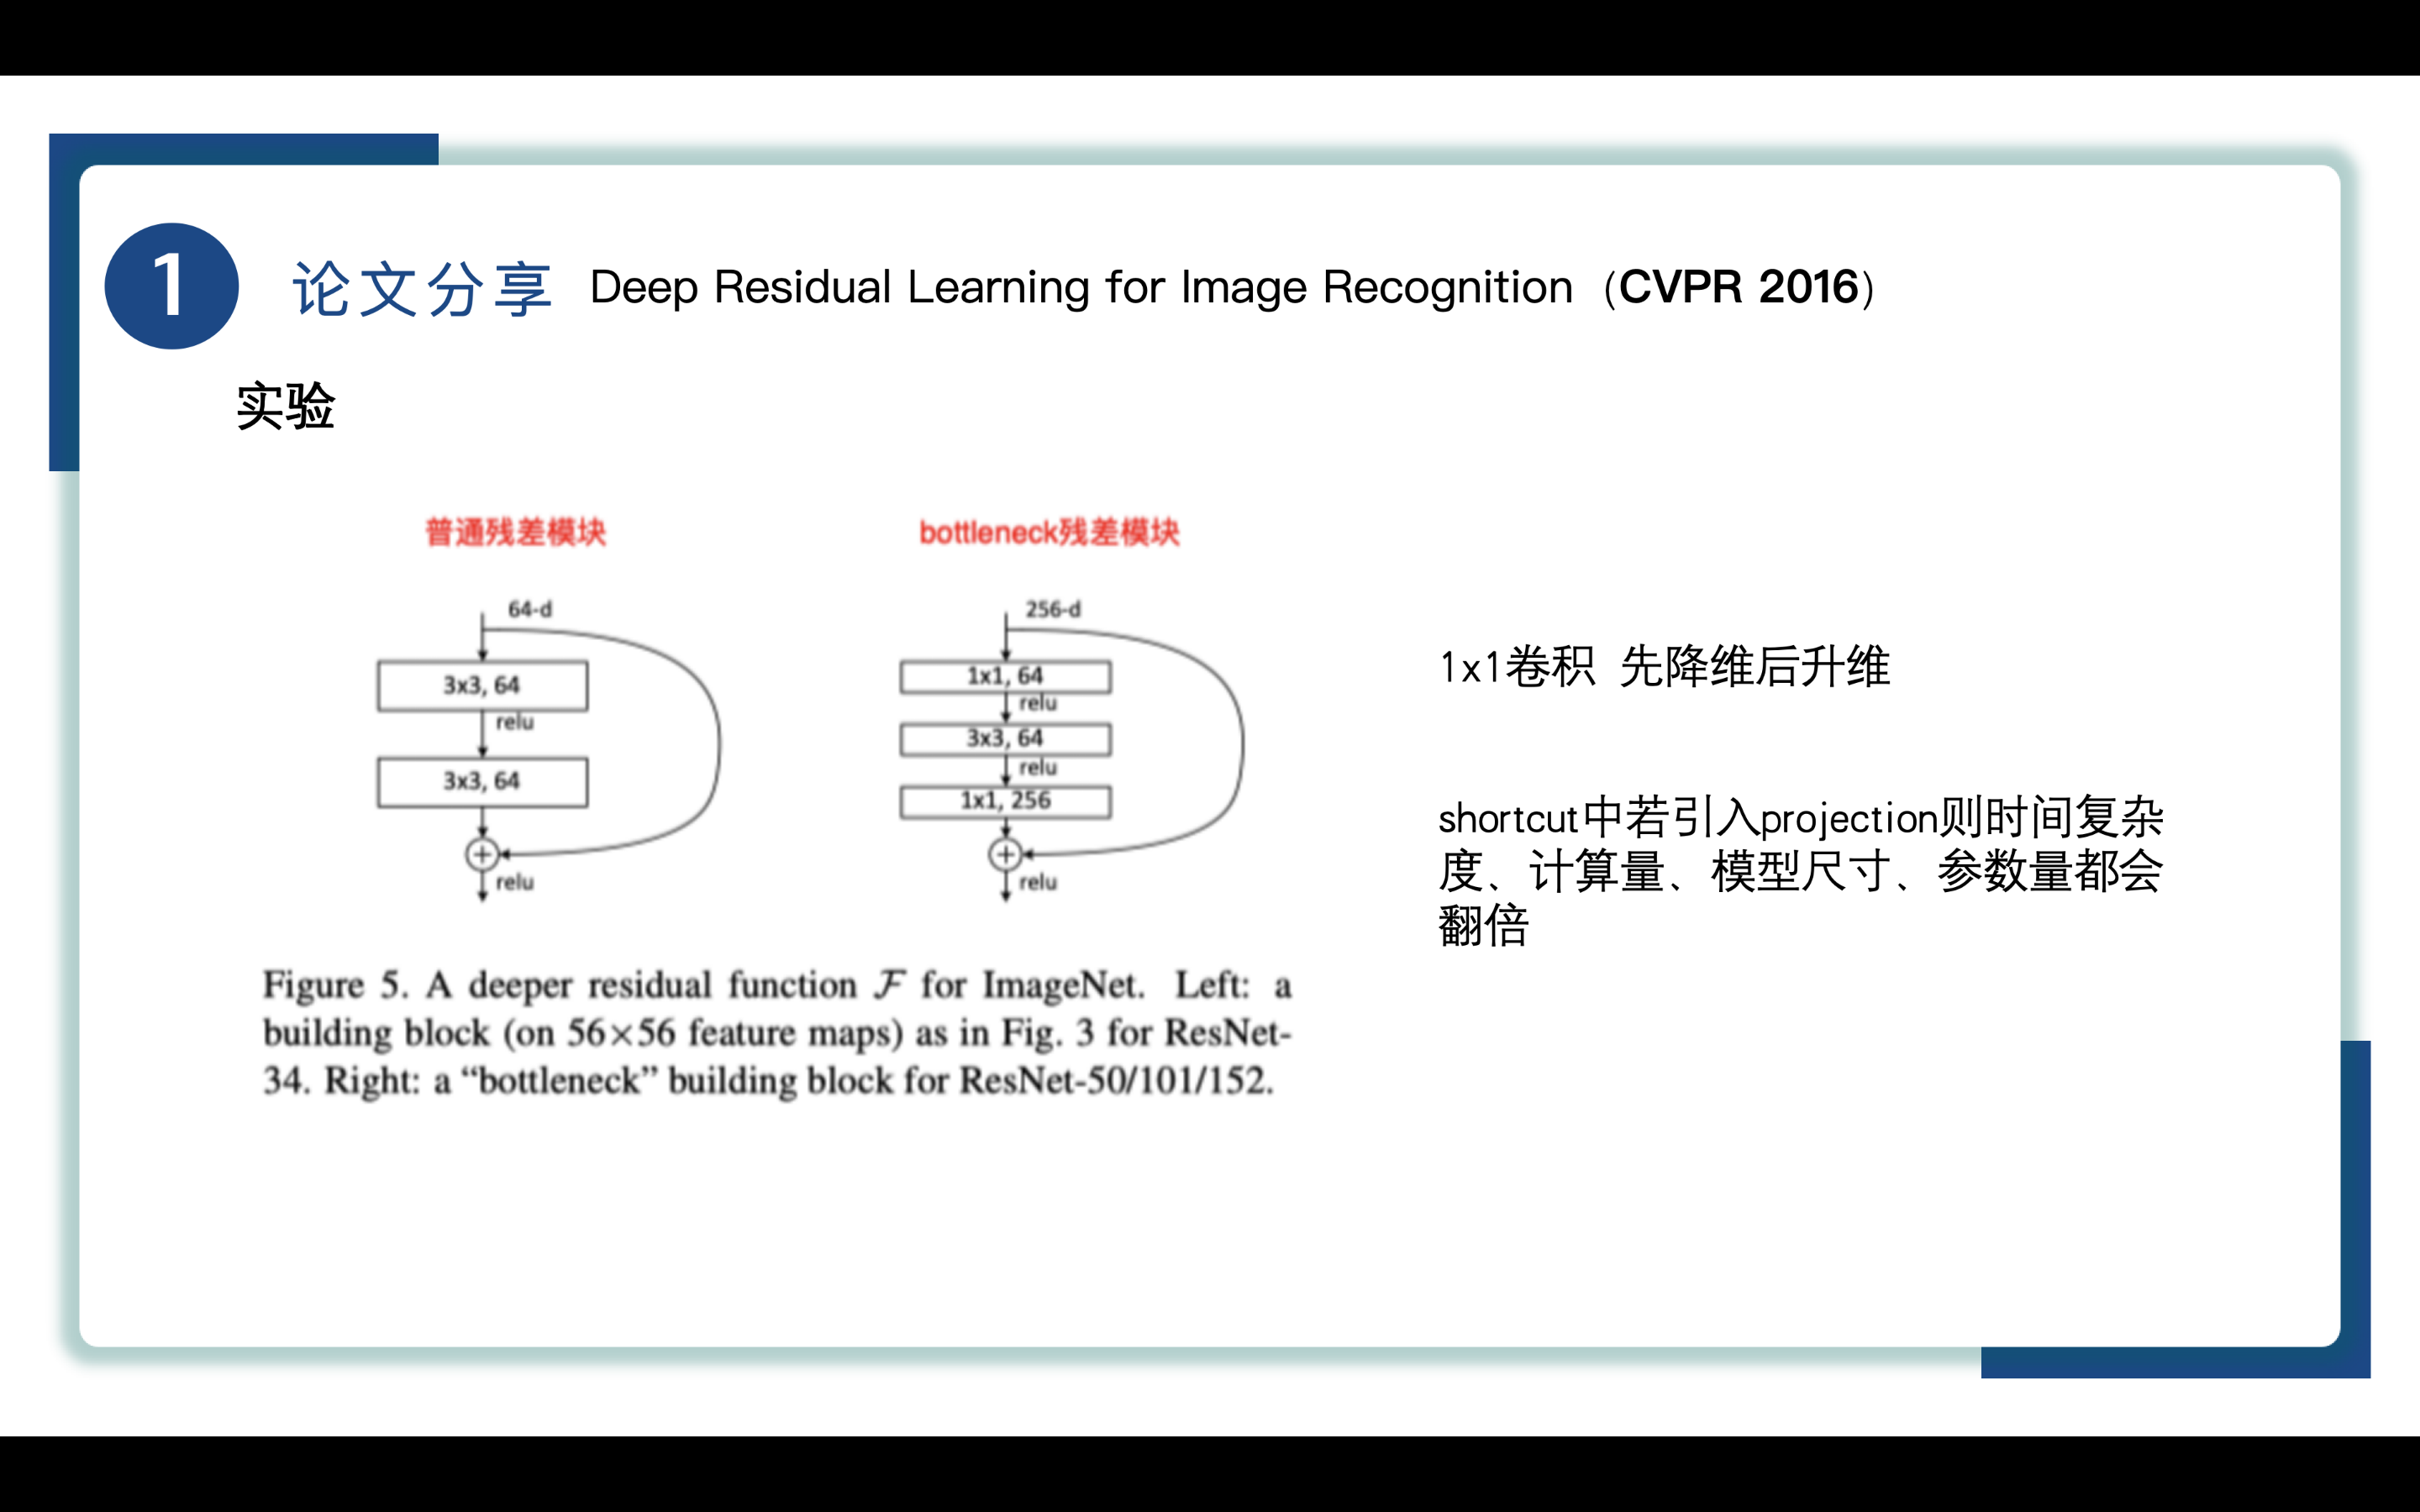 1
论文分享 Deep Residual Learning for Image Recognition（CVPR 2016）
实验
普通残差模块
64-d
3x3, 64
relu
3x3, 64
relu
bottleneck残差模块
256-d
1x1, 64
relu
3x3, 64
relu
1x1, 256
relu
Figure 5. A deeper residual function F for ImageNet. Left: a
building block (on 56×56 feature maps) as in Fig. 3 for ResNet-
34. Right: a “bottleneck” building block for ResNet-50/101/152.
1x1卷积 先降维后升维
shortcut中若引入projection则时间复杂
度、计算量、模型尺寸、参数量都会
翻倍